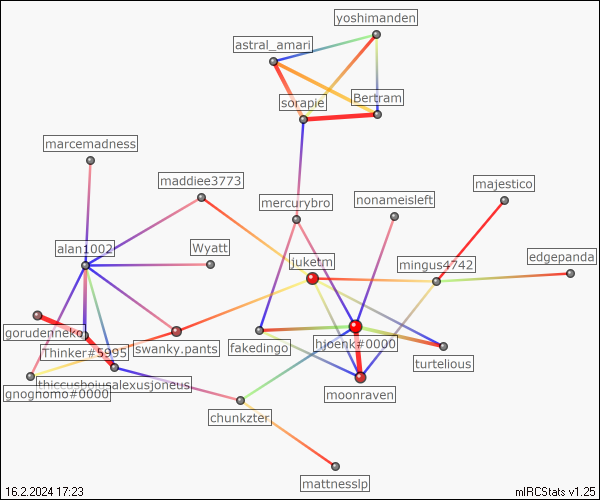 yoshimanden
astral_amari
Bertram
sorapie
marcemadness
maddiee3773
majestico
mercurybro
nonameisleft
alan1002
Wyatt
edgepanda
juketm
mingus4742
gorudenneko
hjoenk#0000
Thinker#5995
swanky.pants
fakedingo
turtelious
thiccusboiusalexusjoneus
gnoghomo#0000
moonraven
chunkzter
mattnesslp
16.2.2024 17:23
mIRCStats v1.25